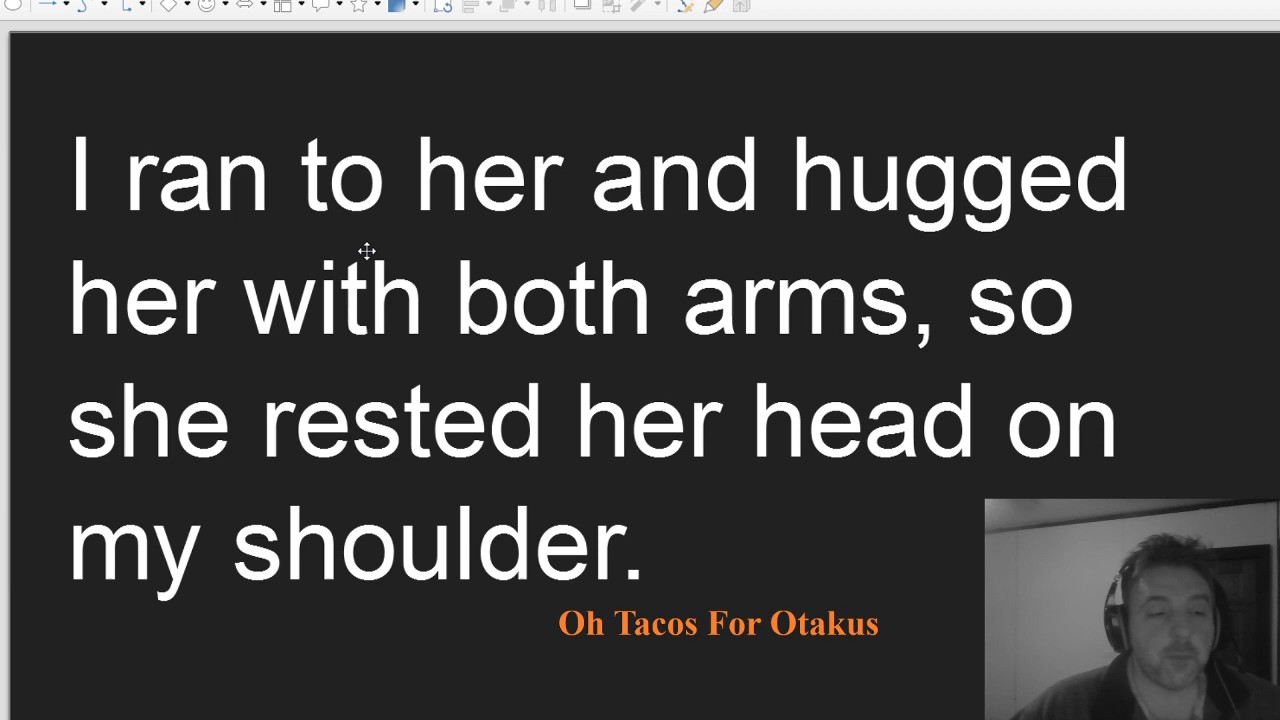 I ran to her and hugged
her with both arms, so
she rested her head on
my shoulder.
Oh Tacos For Otakus